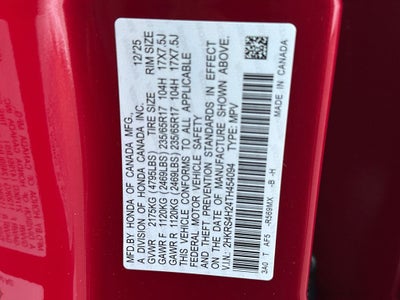 MFD. BY HONDA OF CANADA MFG. 12/25
A DIVISION OF HONDA CANADA INC.
TIRE SIZE RIM SIZE
GVWR 2175KG (4795LBS)
GAWR F 1120KG (2469LBS) 235/65R17 104H 17X7.5J
GAWR R 1120KG (2469LBS) 235/65R17 104H 17X7.5J
THIS VEHICLE CONFORMS TO ALL APPLICABLE
FEDERAL MOTOR VEHICLE SAFETY
AND THEFT PREVENTION STANDARDS IN EFFECT
ON THE DATE OF MANUFACTURE SHOWN ABOVE.
V.I.N.: 2HKRS4H24TH454094 TYPE: MPV
340 T AF5 -R569MX -B -H MADE IN CANADA